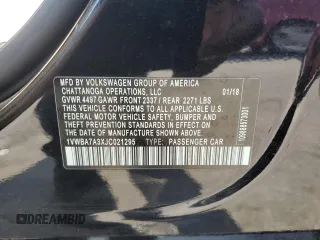 MFD BY VOLKSWAGEN GROUP OF AMERICA
CHATTANOOGA OPERATIONS, LLC 01/18
GVWR 4497 GAWR FRONT 2337 / REAR 2271 LBS
THIS VEHICLE CONFORMS TO ALL APPLICABLE
FEDERAL MOTOR VEHICLE SAFETY, BUMPER, AND
THEFT PREVENTION STANDARDS IN EFFECT ON
THE DATE OF MANUFACTURE SHOWN ABOVE.
1VWBA7A3XJC021295 TYPE: PASSENGER CAR
DREAMBID